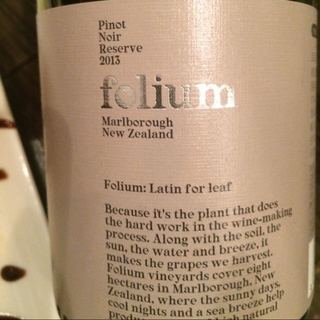 Pinot
Noir
Reserve
2013
folium
Marlborough
New Zealand
Folium: Latin for leaf
Because it's the plant that does
the hard work in the wine-making
process. Along with the soil, the
sun, the water and breeze, it
makes the grapes we harvest.
Folium vineyards cover eight
hectares in Marlborough, New
Zealand, where the sunny days,
cool nights and a sea breeze help
high natural